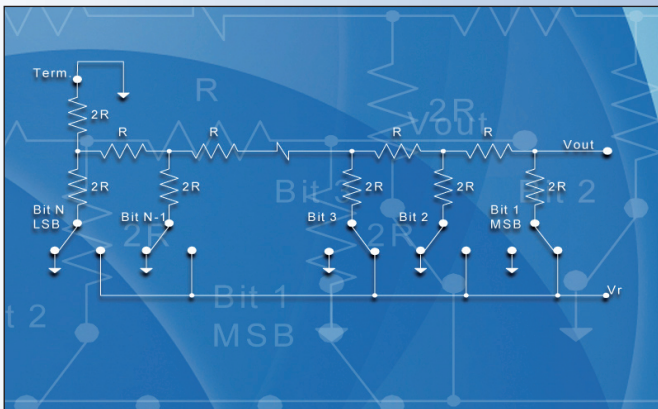 Term.
2R
R
2R
Vout
R
R
R
R
Vout
2R
2R
2R
2R
2R
Bit N
LSB
Bit N-1
Bit
Bit 3
Bit 2
Bit 1
MSB
Bit 2
2R
2R
Bit 1
MSB
t 2
Vr